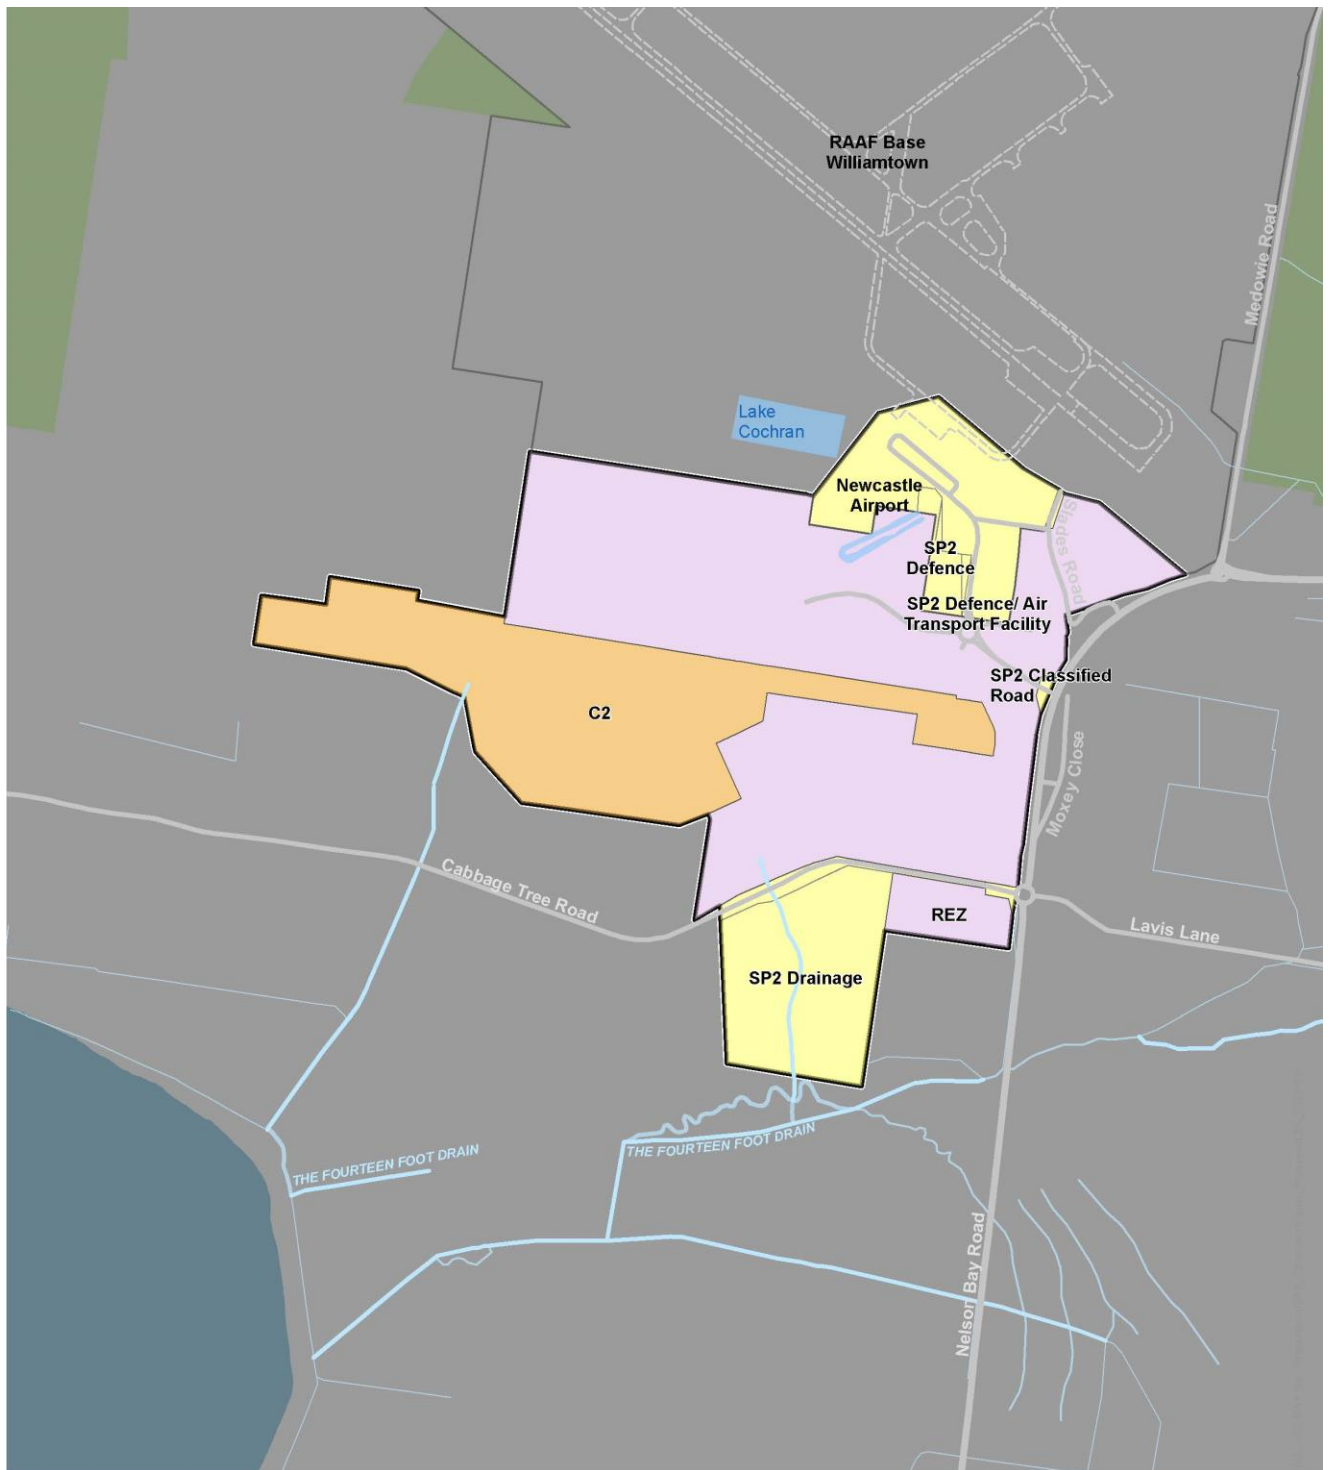 RAAF Base
Williamtown
Medowie Road
Lake
Cochran
Newcastle
Airport
Slades Road
SP2
Defence
SP2 Defence/ Air
Transport Facility
SP2 Classified
Road
C2
Moxey Close
Cabbage Tree Road
REZ
Lavis Lane
SP2 Drainage
THE FOURTEEN FOOT DRAIN
THE FOURTEEN FOOT DRAIN
Nelson Bay Road